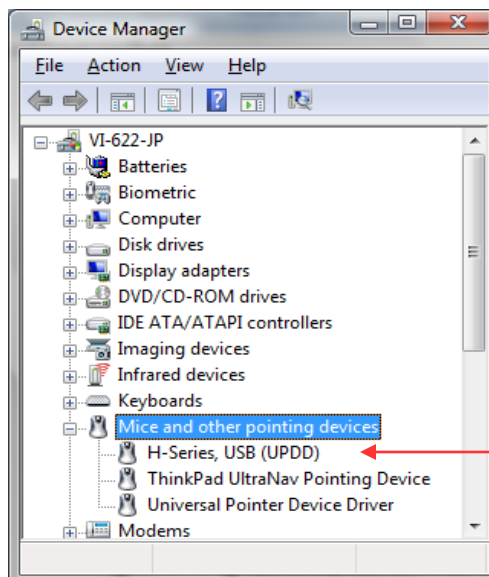 Device Manager
File Action View Help
VI-622-JP
Batteries
Biometric
Computer
Disk drives
Display adapters
DVD/CD-ROM drives
IDE ATA/ATAPI controllers
Imaging devices
Infrared devices
Keyboards
Mice and other pointing devices
H-Series, USB (UPDD)
ThinkPad UltraNav Pointing Device
Universal Pointer Device Driver
Modems